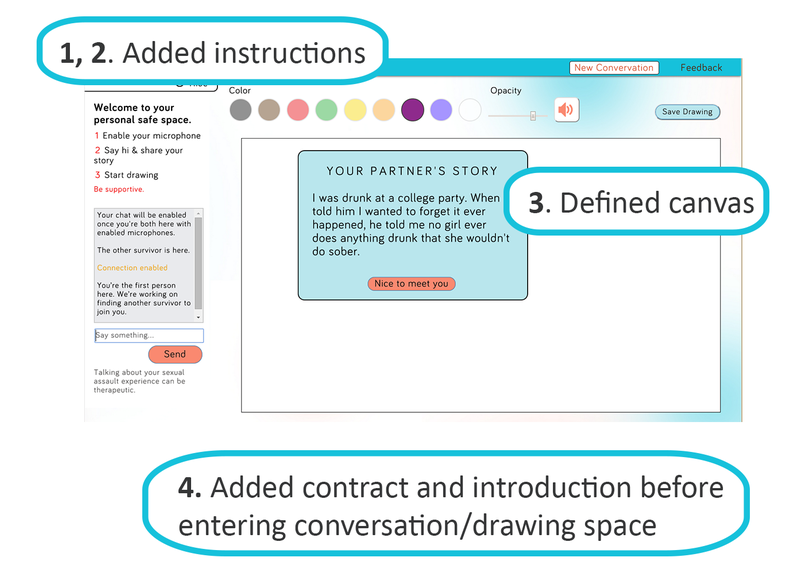 1, 2. Added instructions
New Conversation
Feedback
Color
Opacity
Save Drawing
Welcome to your
personal safe space.
1 Enable your microphone
2 Say hi & share your
story
3 Start drawing
Be supportive.
Your chat will be enabled
once you're both here with
enabled microphones.
The other survivor is here.
Connection enabled
You're the first person
here. We're working on
finding another survivor to
join you.
Say something...
Send
Talking about your sexual
assault experience can be
therapeutic.
YOUR PARTNER'S STORY
I was drunk at a college party. When
told him I wanted to forget it ever
happened, he told me no girl ever
does anything drunk that she wouldn't
do sober.
Nice to meet you
3. Defined canvas
4. Added contract and introduction before
entering conversation/drawing space